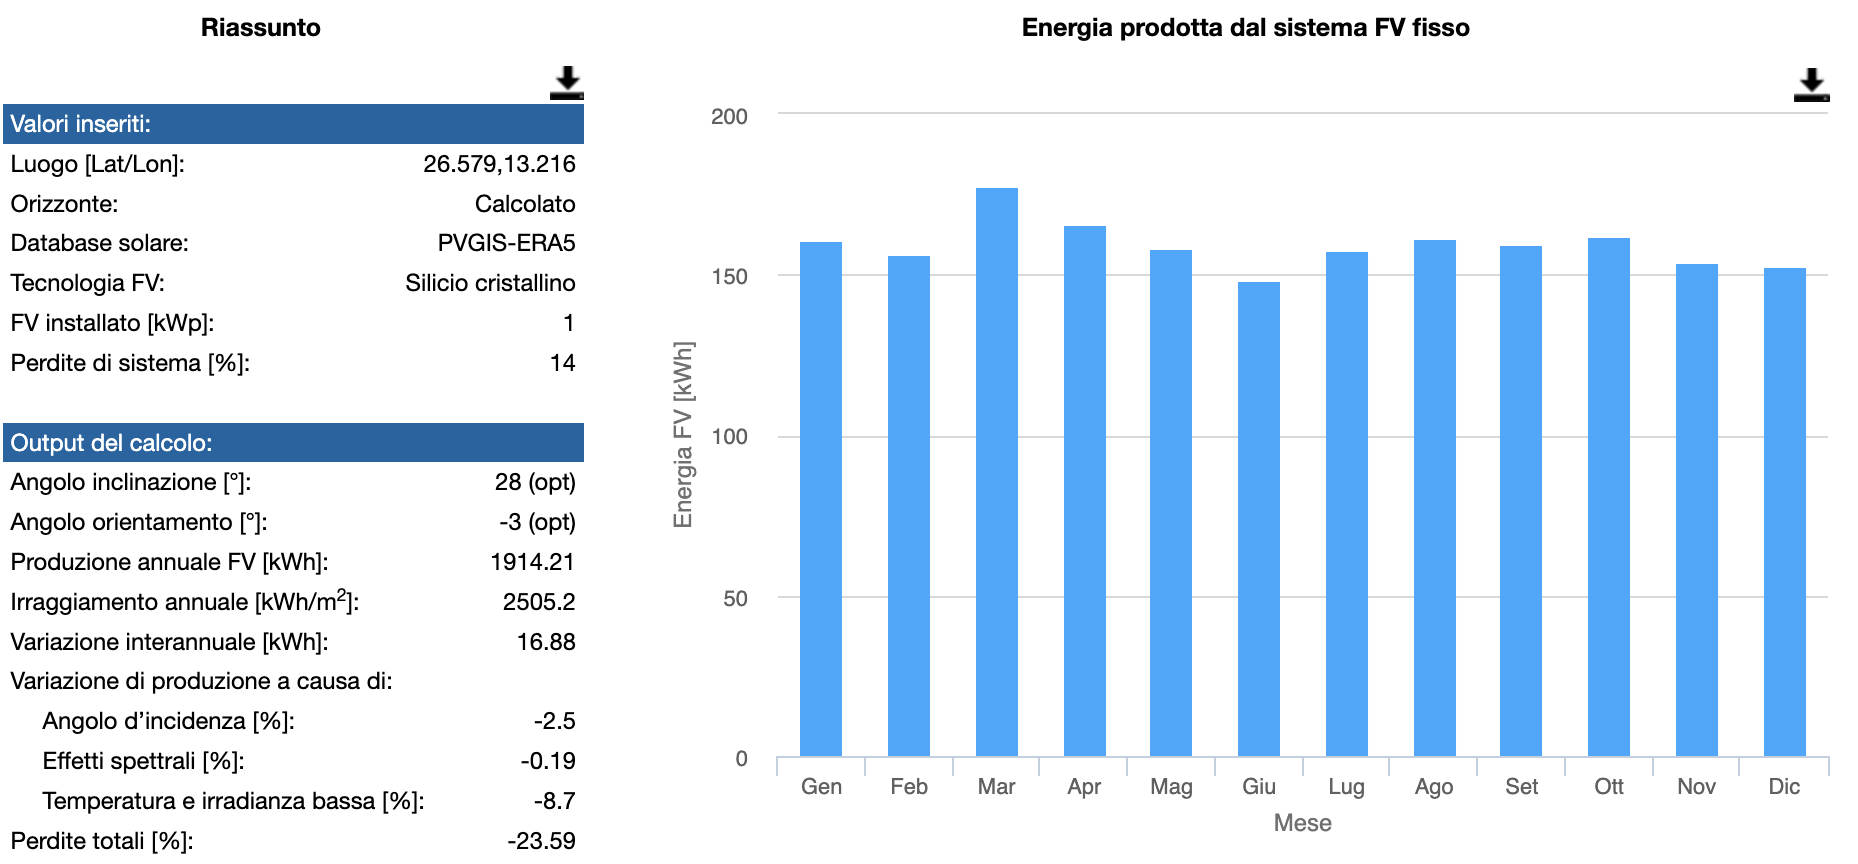 Riassunto
Valori inseriti:
Luogo [Lat/Lon]: 26.579,13.216
Orizzonte: Calcolato
Database solare: PVGIS-ERA5
Tecnologia FV: Silicio cristallino
FV installato [kWp]: 1
Perdite di sistema [%]: 14
Output del calcolo:
Angolo inclinazione [°]: 28 (opt)
Angolo orientamento [°]: -3 (opt)
Produzione annuale FV [kWh]: 1914.21
Irraggiamento annuale [kWh/m²]: 2505.2
Variazione interannuale [kWh]: 16.88
Variazione di produzione a causa di:
Angolo d’incidenza [%]: -2.5
Effetti spettrali [%]: -0.19
Temperatura e irradianza bassa [%]: -8.7
Perdite totali [%]: -23.59
Energia prodotta dal sistema FV fisso
Energia FV [kWh]
200
150
100
50
0
Gen Feb Mar Apr Mag Giu Lug Ago Set Ott Nov Dic
Mese